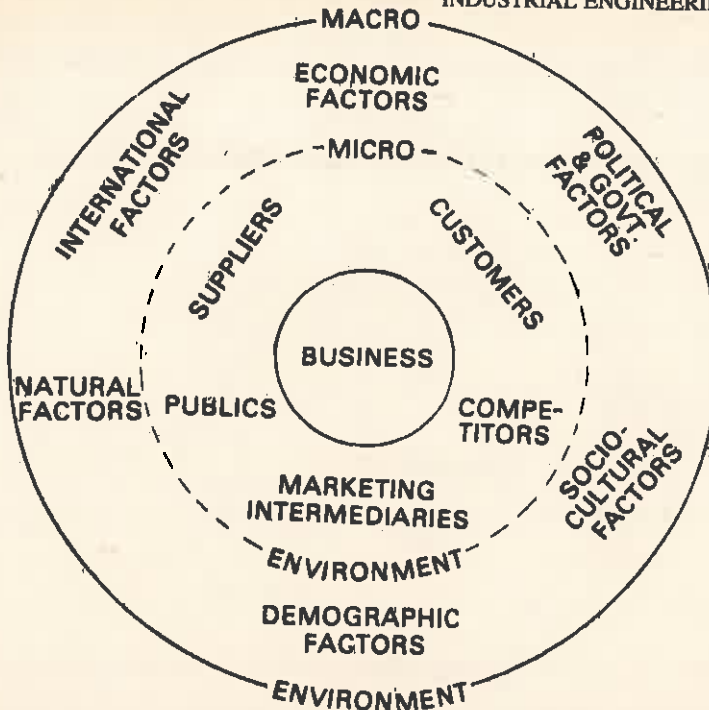 INDUSTRIAL ENGINEERI
MACRO
ECONOMIC
FACTORS
INTERNATIONAL
FACTORS
POLITICAL
& GOVT.
FACTORS
MICRO
SUPPLIERS
CUSTOMERS
BUSINESS
NATURAL
FACTORS
PUBLICS
COMPE-
TITORS
SOCIO-
CULTURAL
FACTORS
MARKETING
INTERMEDIARIES
ENVIRONMENT
DEMOGRAPHIC
FACTORS
ENVIRONMENT